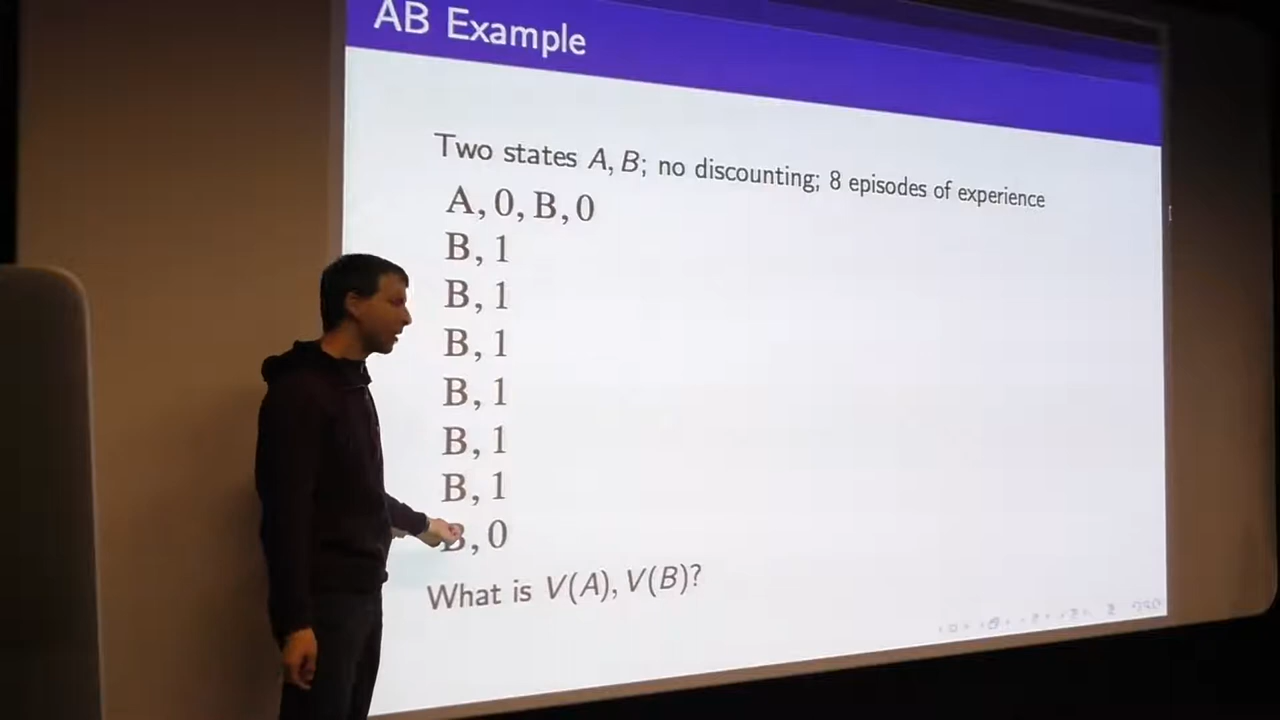 AB Example
Two states A, B; no discounting; 8 episodes of experience
A, 0, B, 0
B, 1
B, 1
B, 1
B, 1
B, 1
B, 1
B, 0
What is V(A), V(B)?